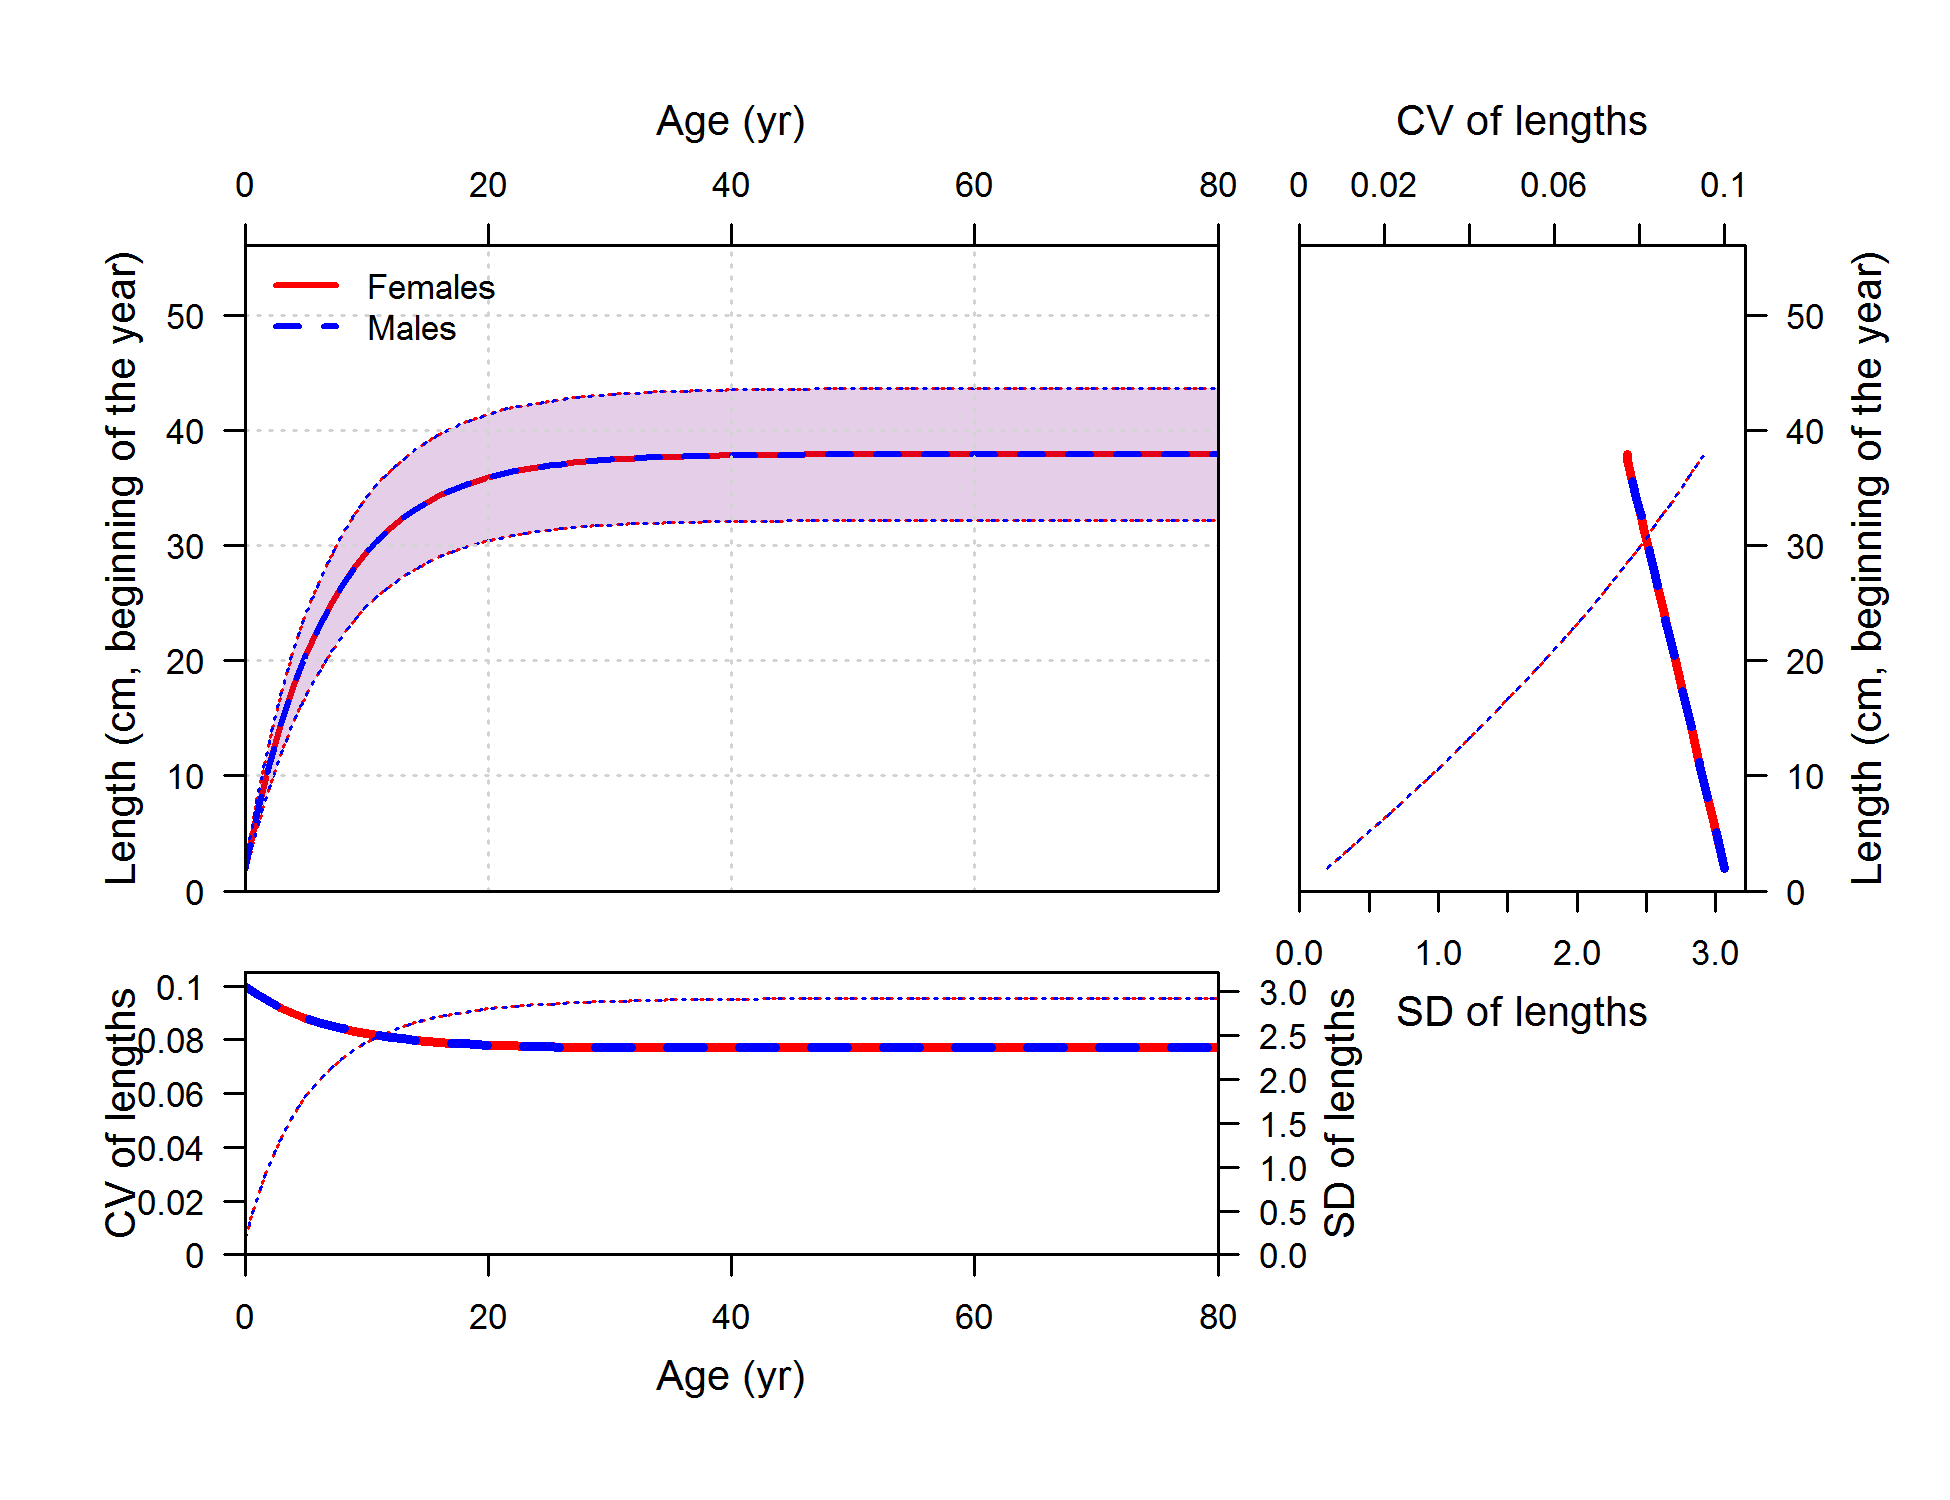 Age (yr)
CV of lengths
0 20 40 60 80
0 0.02 0.06 0.1
Length (cm, beginning of the year)
50
40
30
20
10
0
Females
Males
50
40
30
20
10
0
Length (cm, beginning of the year)
0.0 1.0 2.0 3.0
SD of lengths
CV of lengths
0.1
0.08
0.06
0.04
0.02
0
3.0
2.5
2.0
1.5
1.0
0.5
0.0
SD of lengths
0 20 40 60 80
Age (yr)